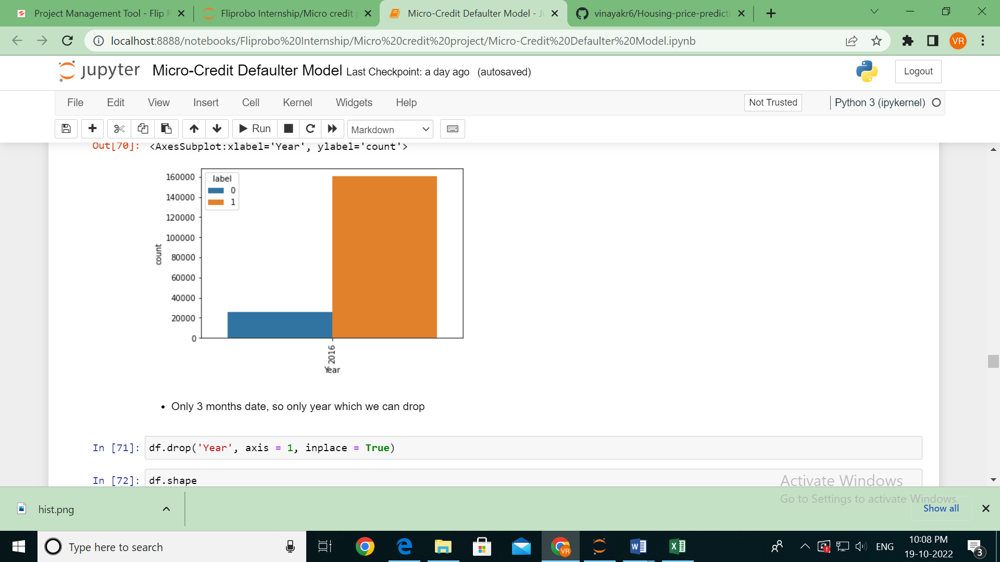 Project Management Tool - Flip R
Fliprobo Internship/Micro credit p
Micro-Credit Defaulter Model - Ju
vinayakr6/Housing-price-predicti
localhost:8888/notebooks/Fliprobo%20Internship/Micro%20credit%20project/Micro-Credit%20Defaulter%20Model.ipynb
VR
jupyter Micro-Credit Defaulter Model Last Checkpoint: a day ago (autosaved)
Logout
File Edit View Insert Cell Kernel Widgets Help
Not Trusted
Python 3 (ipykernel)
Run
Markdown
Out[70]: <AxesSubplot:xlabel='Year', ylabel='count'>
label
0
1
160000
140000
120000
100000
80000
60000
40000
20000
0
count
2016
Year
• Only 3 months date, so only year which we can drop
In [71]: df.drop('Year', axis = 1, inplace = True)
In [72]: df.shape
Activate Windows
Go to Settings to activate Windows.
hist.png
Show all
Type here to search
VR
ENG
10:08 PM
19-10-2022
3